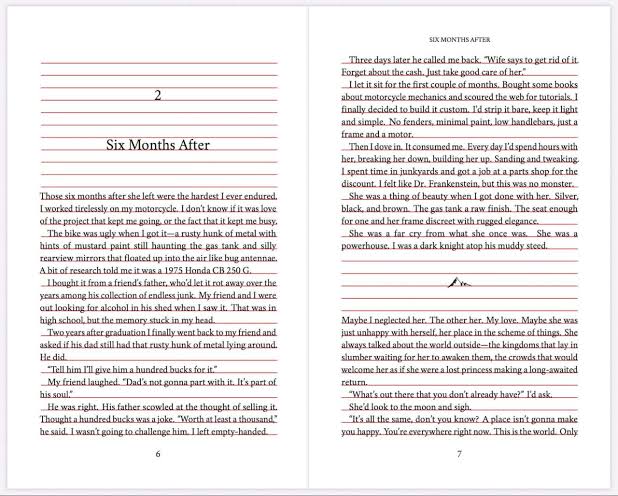 2
Six Months After
Those six months after she left were the hardest I ever endured.
I worked tirelessly on my motorcycle. I don't know if it was love
of the project that kept me going, or the fact that it kept me busy.
The bike was ugly when I got it—a rusty hunk of metal with
hints of mustard paint still haunting the gas tank and silly
rearview mirrors that floated up into the air like bug antennae.
A bit of research told me it was a 1975 Honda CB 250 G.
I bought it from a friend's father, who'd let it rot away over the
years among his collection of endless junk. My friend and I were
out looking for alcohol in his shed when I saw it. That was in
high school, but the memory stuck in my head.
Two years after graduation I finally went back to my friend and
asked if his dad still had that rusty hunk of metal lying around.
He did.
“Tell him I'll give him a hundred bucks for it.”
My friend laughed. “Dad's not gonna part with it. It's part of
his soul.”
He was right. His father scowled at the thought of selling it.
Thought a hundred bucks was a joke. “Worth at least a thousand,”
he said. I wasn't going to challenge him. I left empty-handed.
6
SIX MONTHS AFTER
Three days later he called me back. “Wife says to get rid of it.
Forget about the cash. Just take good care of her.”
I let it sit for the first couple of months. Bought some books
about motorcycle mechanics and scoured the web for tutorials. I
finally decided to build it custom. I'd strip it bare, keep it light
and simple. No fenders, minimal paint, low handlebars, just a
frame and a motor.
Then I dove in. It consumed me. Every day I'd spend hours with
her, breaking her down, building her up. Sanding and tweaking.
I spent time in junkyards and got a job at a parts shop for the
discount. I felt like Dr. Frankenstein, but this was no monster.
She was a thing of beauty when I got done with her. Silver,
black, and brown. The gas tank a raw finish. The seat enough
for one and her frame discreet with rugged elegance.
She was a far cry from what she once was. She was a
powerhouse. I was a dark knight atop his muddy steed.
Maybe I neglected her. The other her. My love. Maybe she was
just unhappy with herself, her place in the scheme of things. She
always talked about the world outside—the kingdoms that lay in
slumber waiting for her to awaken them, the crowds that would
welcome her as if she were a lost princess making a long-awaited
return.
“What's out there that you don't already have?” I'd ask.
She'd look to the moon and sigh.
“It's all the same, don't you know? A place isn't gonna make
you happy. You're everywhere right now. This is the world. Only
7